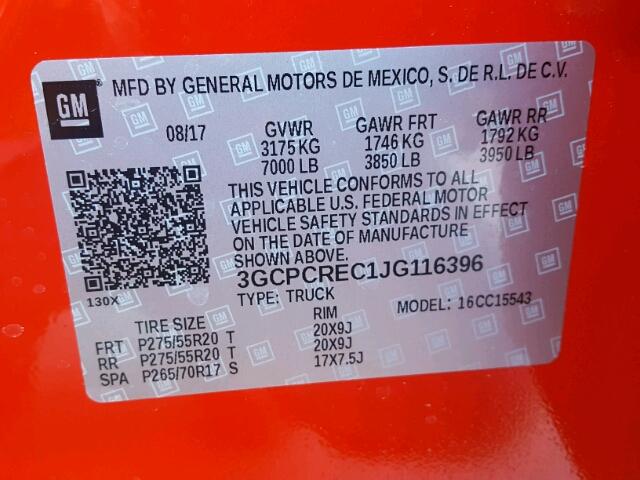 GM MFD BY GENERAL MOTORS DE MEXICO, S. DE R.L. DE C.V.
08/17 GVWR GAWR FRT GAWR RR
3175 KG 1746 KG 1792 KG
7000 LB 3850 LB 3950 LB
THIS VEHICLE CONFORMS TO ALL
APPLICABLE U.S. FEDERAL MOTOR
VEHICLE SAFETY STANDARDS IN EFFECT
ON THE DATE OF MANUFACTURE
SHOWN ABOVE.
3GCPCREC1JG116396
130X TYPE: TRUCK MODEL: 16CC15543
TIRE SIZE RIM
FRT P275/55R20 T 20X9J
RR P275/55R20 T 20X9J
SPA P265/70R17 S 17X7.5J